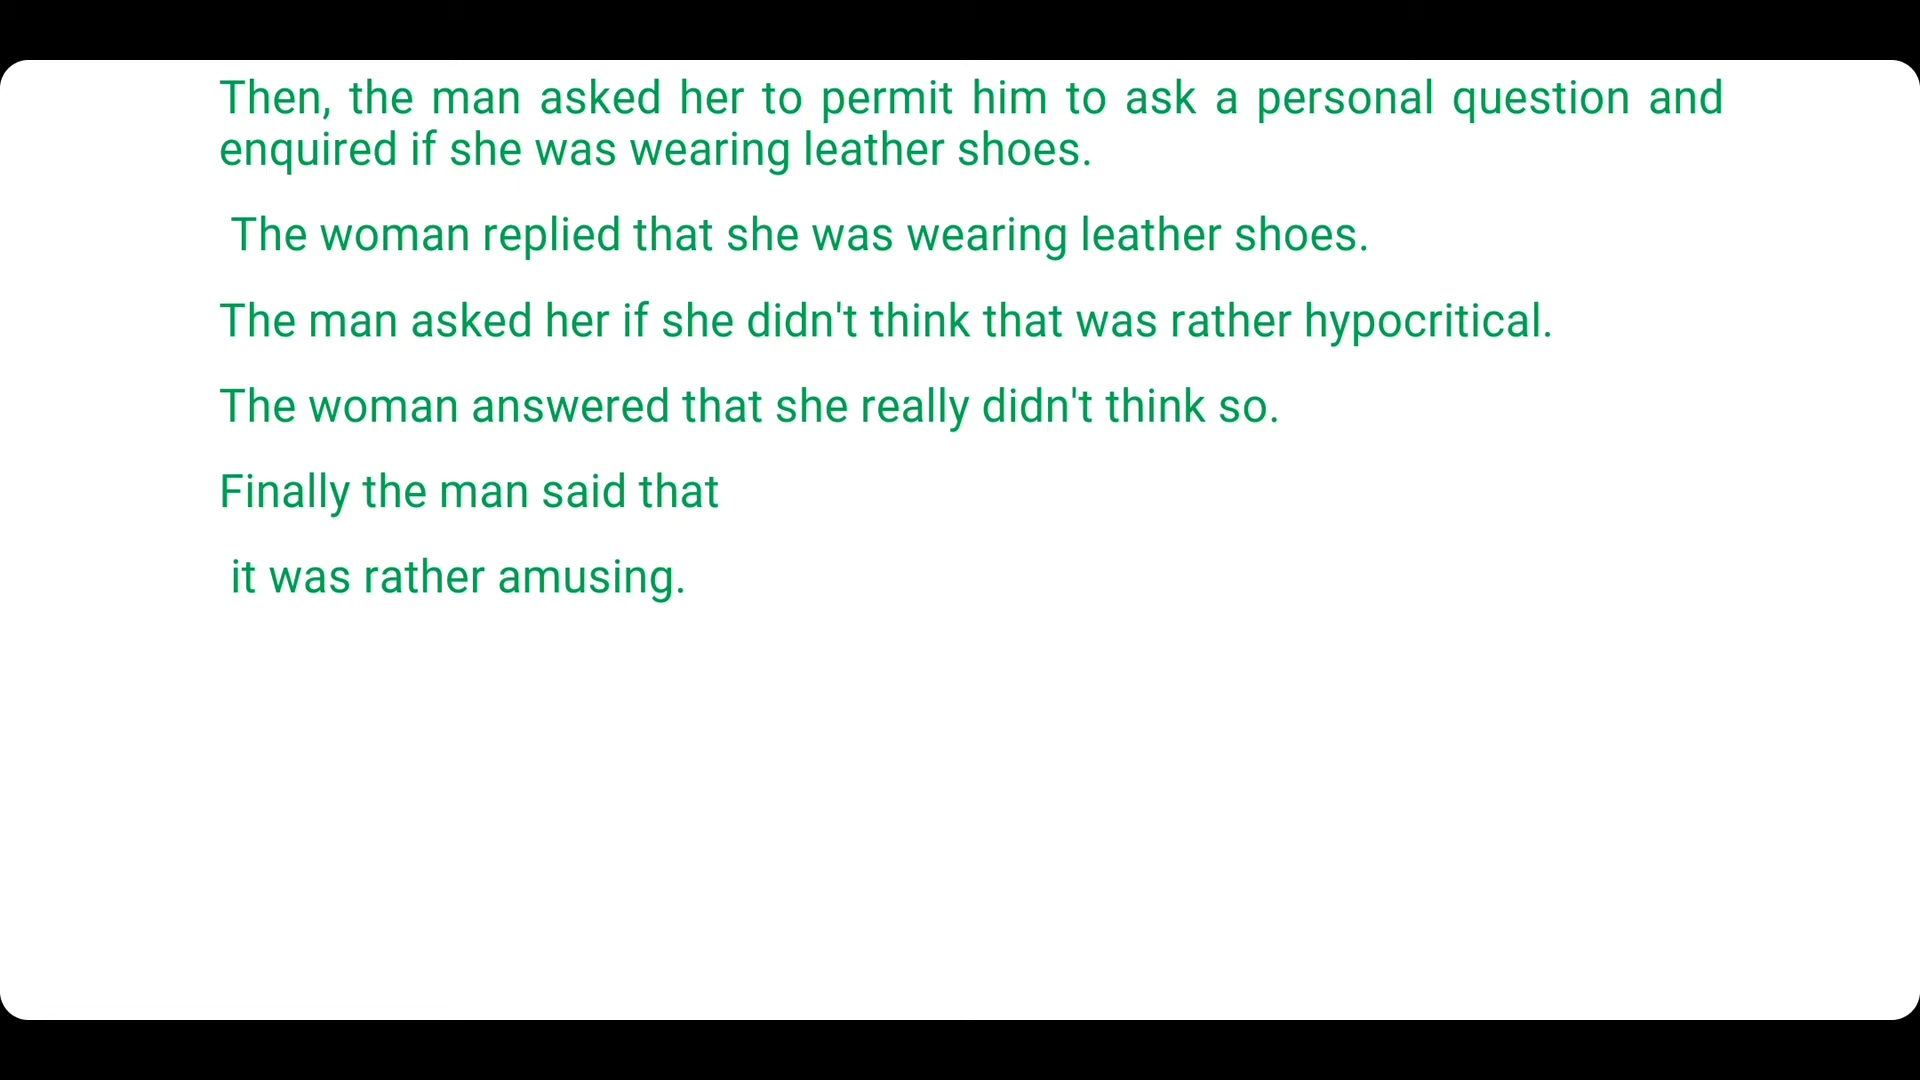 Then, the man asked her to permit him to ask a personal question and
enquired if she was wearing leather shoes.
The woman replied that she was wearing leather shoes.
The man asked her if she didn't think that was rather hypocritical.
The woman answered that she really didn't think so.
Finally the man said that
it was rather amusing.